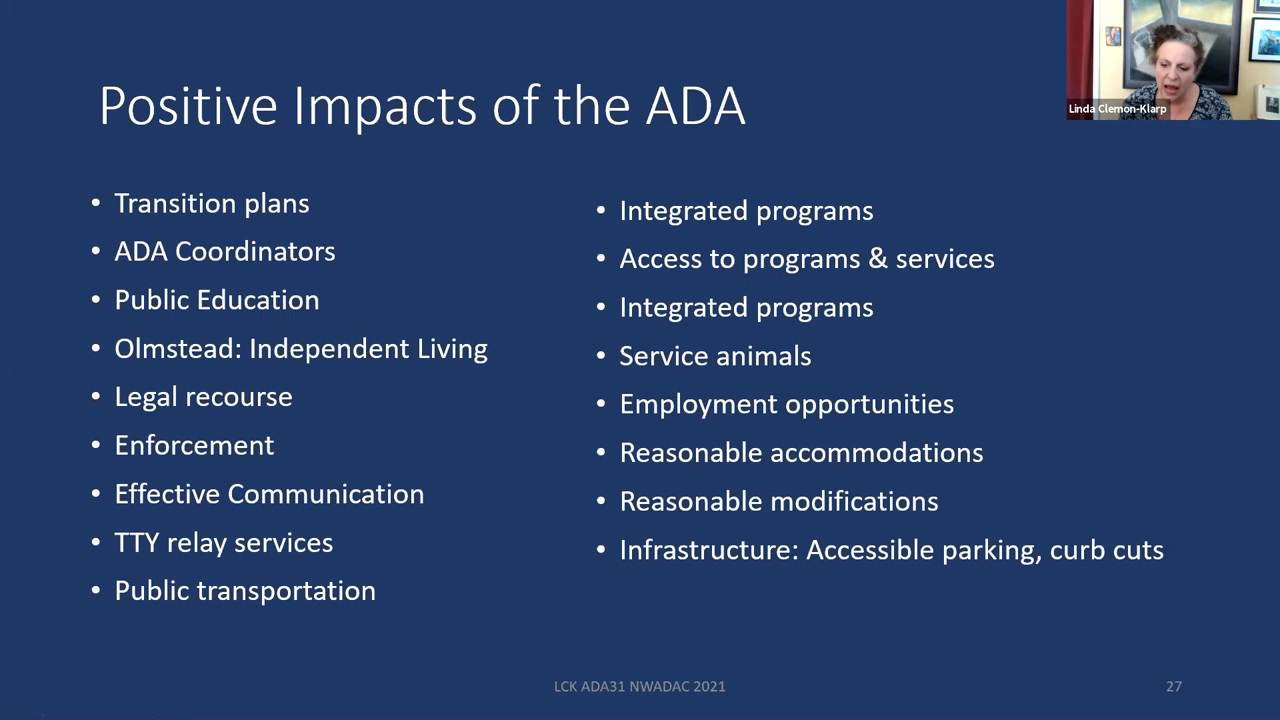 Positive Impacts of the ADA
Linda Clemon-Klarp
• Transition plans
• ADA Coordinators
• Public Education
• Olmstead: Independent Living
• Legal recourse
• Enforcement
• Effective Communication
• TTY relay services
• Public transportation
• Integrated programs
• Access to programs & services
• Integrated programs
• Service animals
• Employment opportunities
• Reasonable accommodations
• Reasonable modifications
• Infrastructure: Accessible parking, curb cuts
LCK ADA31 NWADAC 2021
27